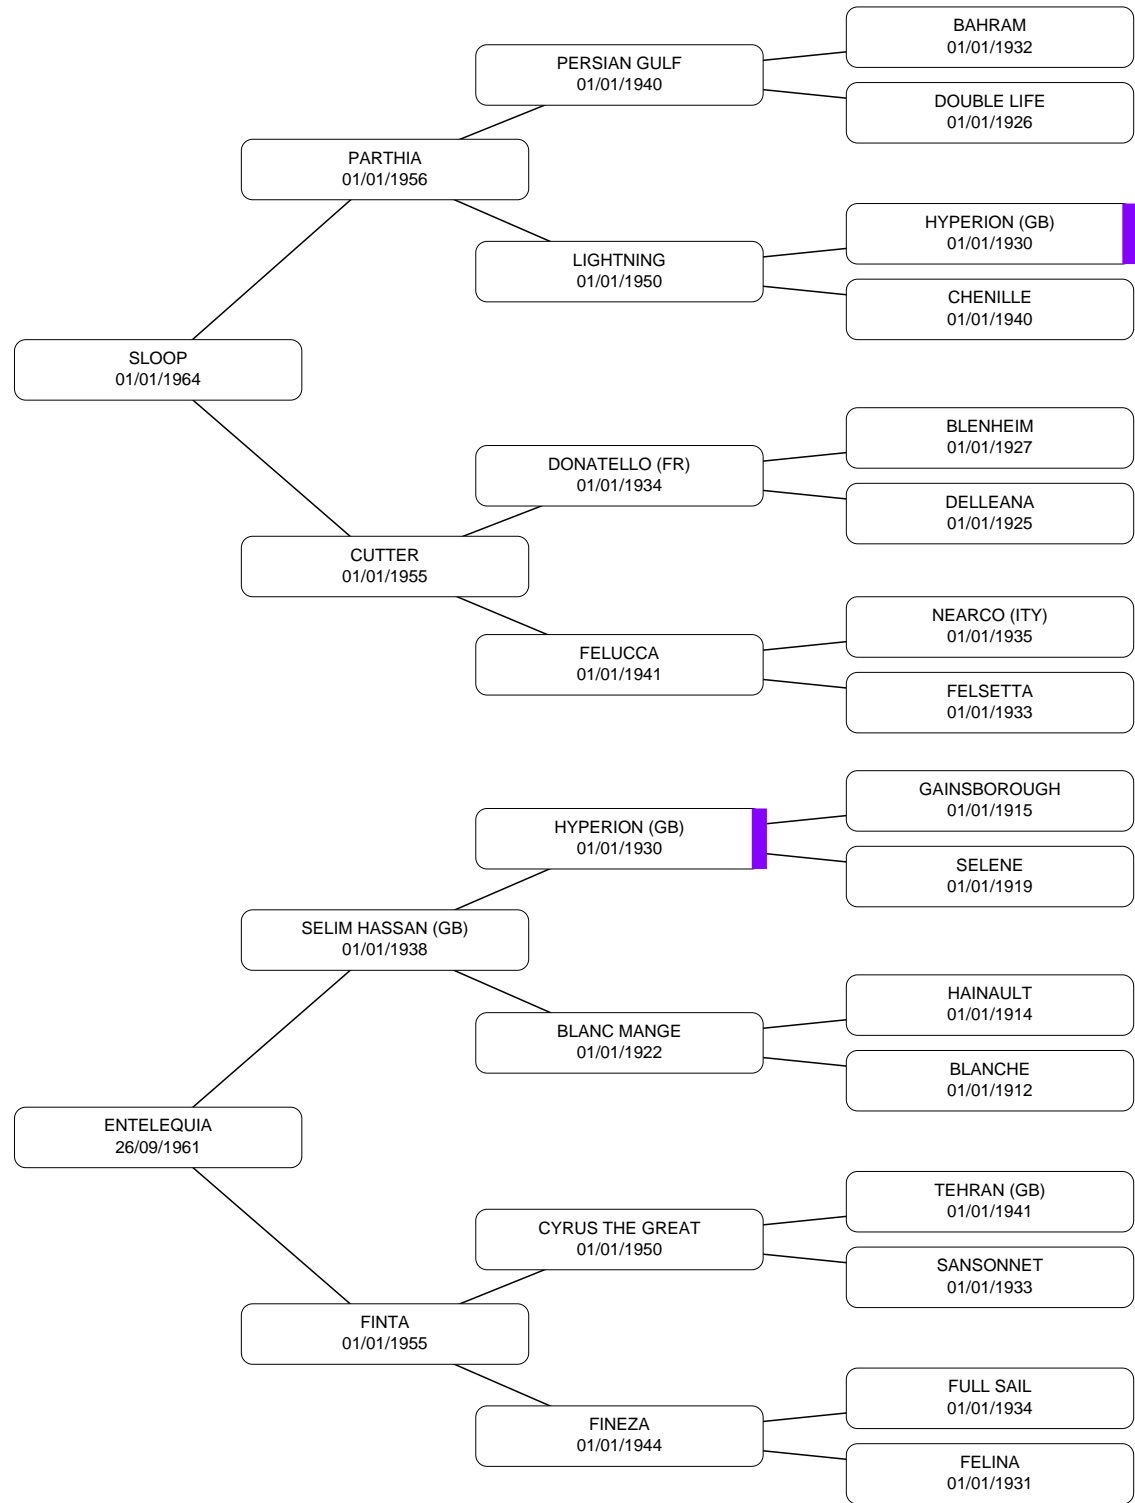 BAHRAM
01/01/1932
PERSIAN GULF
01/01/1940
DOUBLE LIFE
01/01/1926
PARTHIA
01/01/1956
HYPERION (GB)
01/01/1930
LIGHTNING
01/01/1950
CHENILLE
01/01/1940
SLOOP
01/01/1964
BLENHEIM
01/01/1927
DONATELLO (FR)
01/01/1934
DELLEANA
01/01/1925
CUTTER
01/01/1955
NEARCO (ITY)
01/01/1935
FELUCCA
01/01/1941
FELSETTA
01/01/1933
GAINSBOROUGH
01/01/1915
HYPERION (GB)
01/01/1930
SELENE
01/01/1919
SELIM HASSAN (GB)
01/01/1938
HAINAULT
01/01/1914
BLANC MANGE
01/01/1922
BLANCHE
01/01/1912
ENTELEQUIA
26/09/1961
TEHRAN (GB)
01/01/1941
CYRUS THE GREAT
01/01/1950
SANSONNET
01/01/1933
FINTA
01/01/1955
FULL SAIL
01/01/1934
FINEZA
01/01/1944
FELINA
01/01/1931